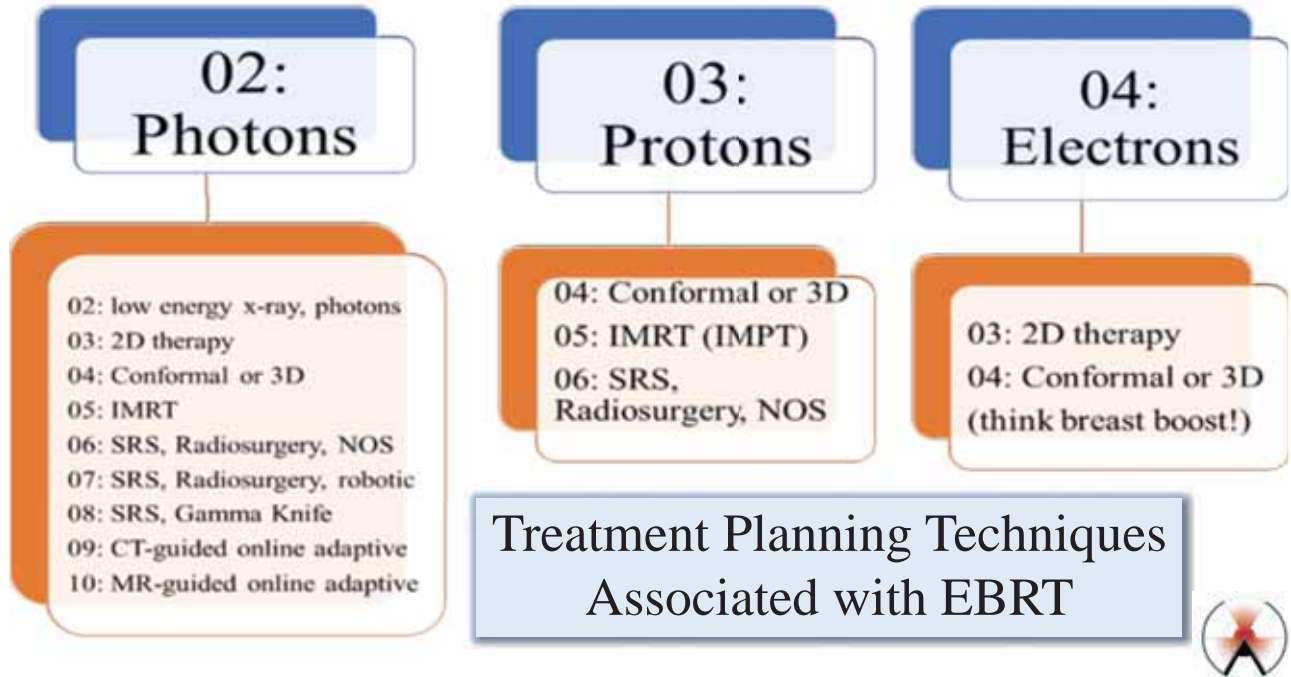 02:
Photons
02: low energy x-ray, photons
03: 2D therapy
04: Conformal or 3D
05: IMRT
06: SRS, Radiosurgery, NOS
07: SRS, Radiosurgery, robotic
08: SRS, Gamma Knife
09: CT-guided online adaptive
10: MR-guided online adaptive
03:
Protons
04: Conformal or 3D
05: IMRT (IMPT)
06: SRS,
Radiosurgery, NOS
04:
Electrons
03: 2D therapy
04: Conformal or 3D
(think breast boost!)
Treatment Planning Techniques
Associated with EBRT